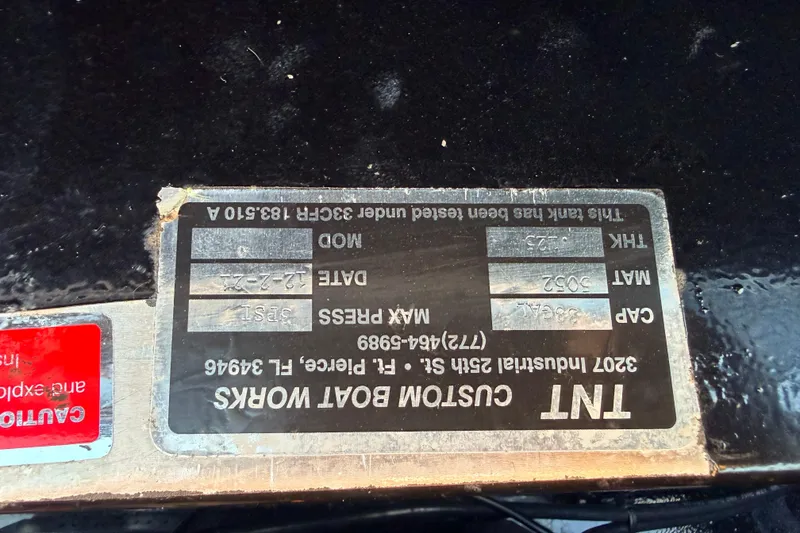 TNT CUSTOM BOAT WORKS
3207 Industrial 25th St. • Ft. Pierce, FL 34946
(772)464-5989
CAP 33GAL MAX PRESS 3PSI
MAT 5052 DATE 12-2-21
THK .125 MOD
This tank has been tested under 33CFR 183.510 A
CAUTIO
and explo
Ins